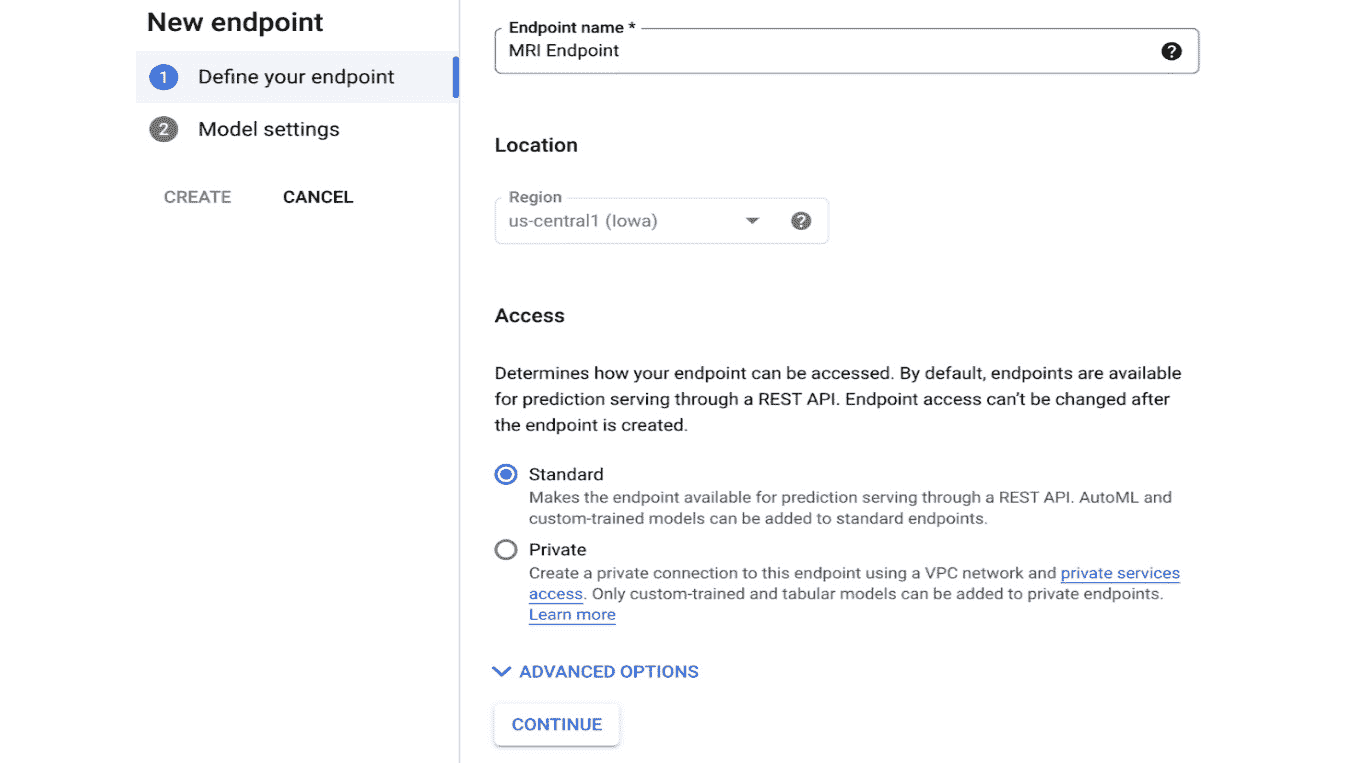 New endpoint
1 Define your endpoint
2 Model settings
CREATE CANCEL
Endpoint name *
MRI Endpoint
?
Location
Region
us-central1 (Iowa)
?
Access
Determines how your endpoint can be accessed. By default, endpoints are available
for prediction serving through a REST API. Endpoint access can't be changed after
the endpoint is created.
Standard
Makes the endpoint available for prediction serving through a REST API. AutoML and
custom-trained models can be added to standard endpoints.
Private
Create a private connection to this endpoint using a VPC network and private services
access. Only custom-trained and tabular models can be added to private endpoints.
Learn more
ADVANCED OPTIONS
CONTINUE